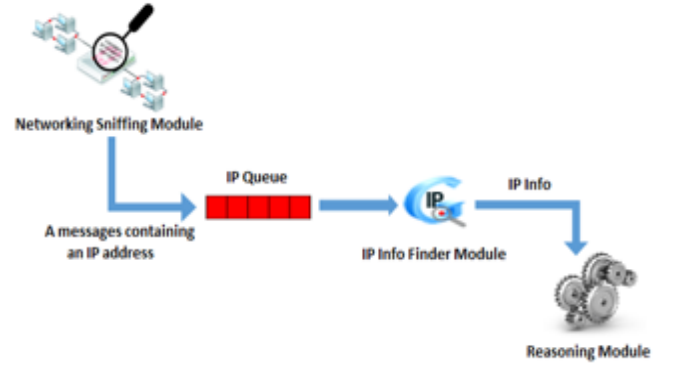 Networking Sniffing Module
IP Queue
IP Info
A messages containing
an IP address
IP
IP Info Finder Module
Reasoning Module